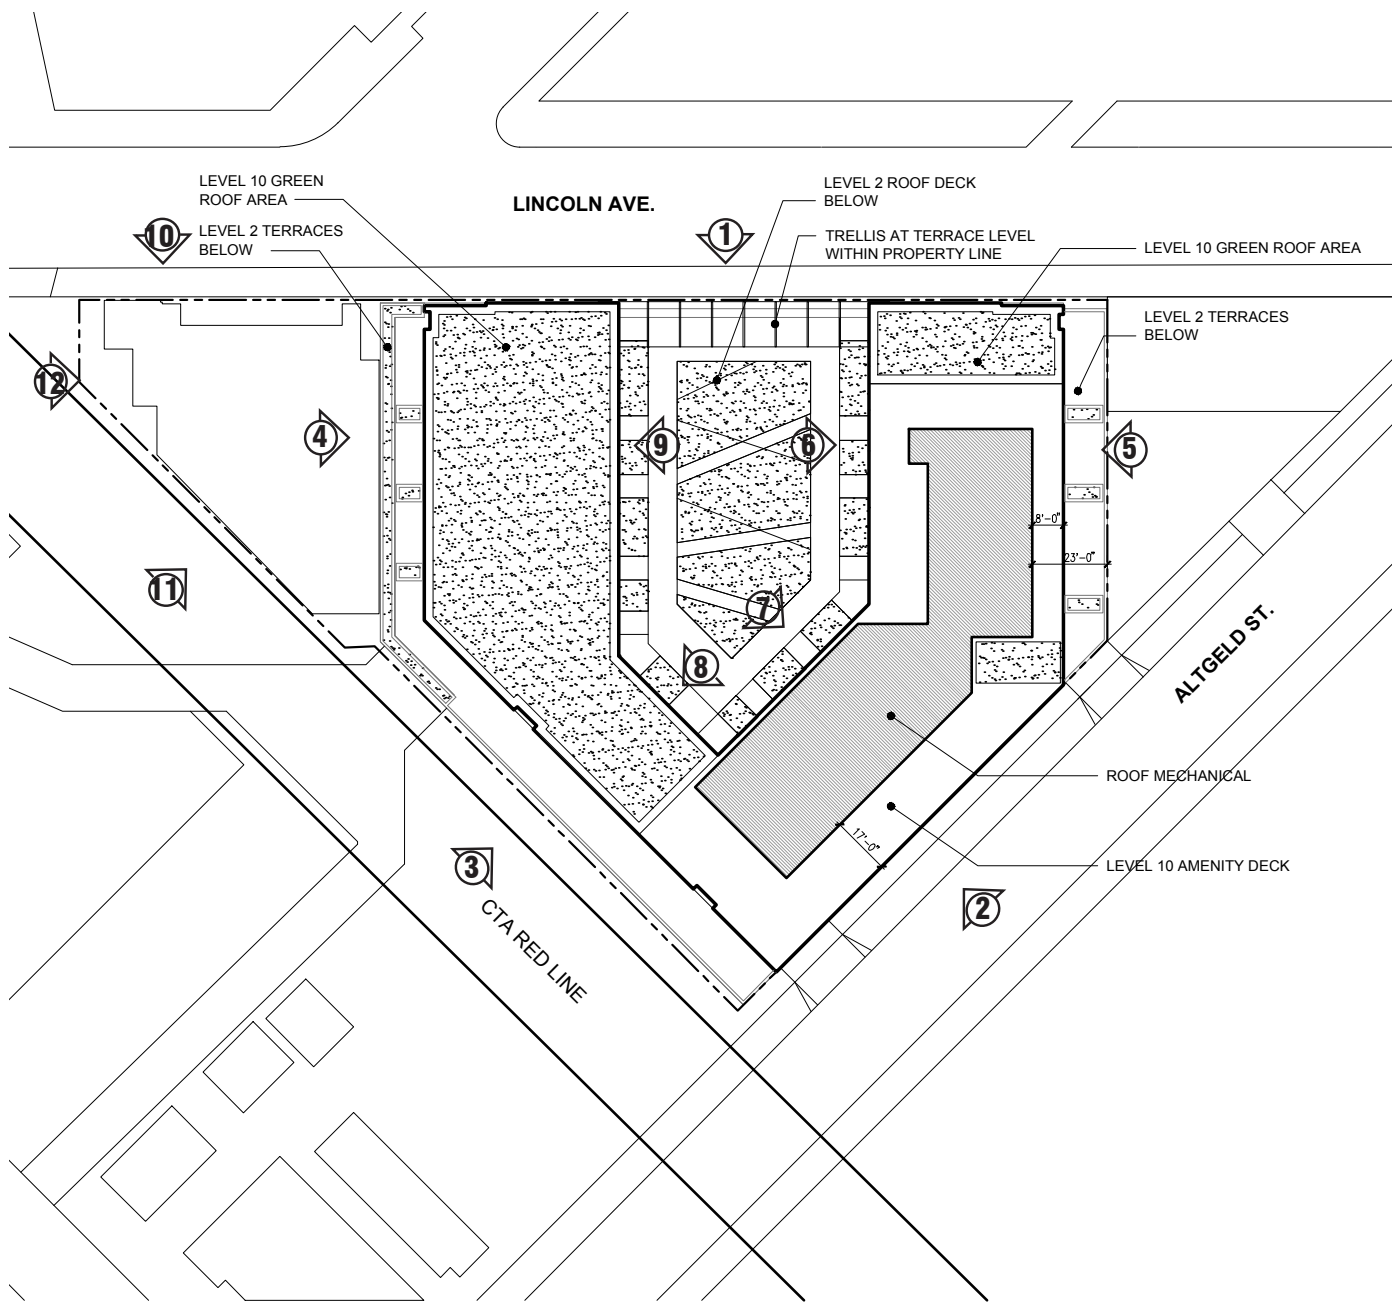 LEVEL 10 GREEN
ROOF AREA
LINCOLN AVE.
LEVEL 2 ROOF DECK
BELOW
10
LEVEL 2 TERRACES
BELOW
1
TRELLIS AT TERRACE LEVEL
WITHIN PROPERTY LINE
LEVEL 10 GREEN ROOF AREA
LEVEL 2 TERRACES
BELOW
12
4
9
6
5
8'-0"
23'-0"
11
7
8
ALTGELD ST.
ROOF MECHANICAL
17'-0"
LEVEL 10 AMENITY DECK
3
2
CTA RED LINE